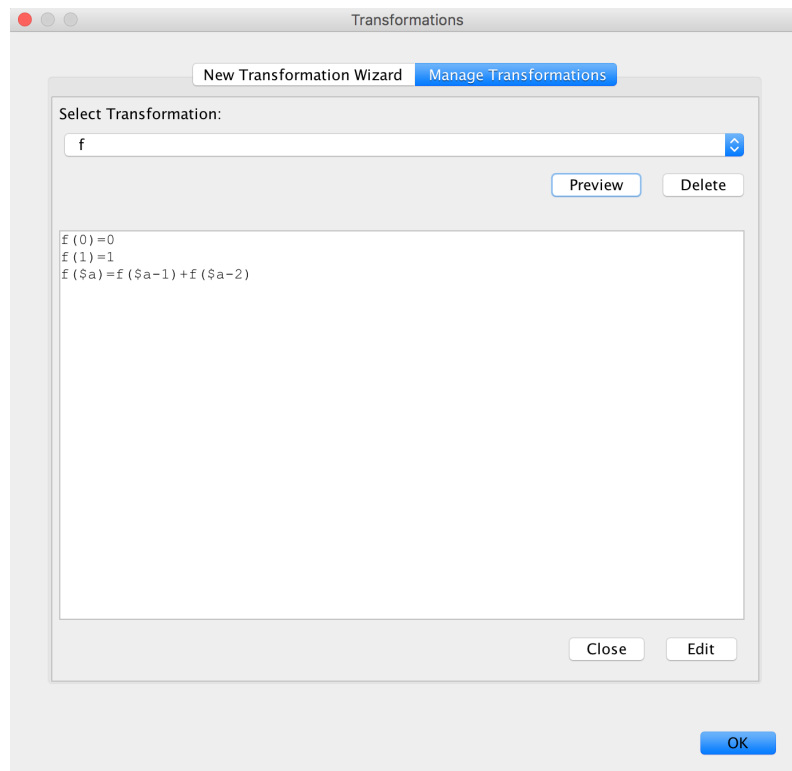 Transformations
New Transformation Wizard
Manage Transformations
Select Transformation:
f
Preview
Delete
f(0)=0
f(1)=1
f($a)=f($a-1)+f($a-2)
Close
Edit
OK